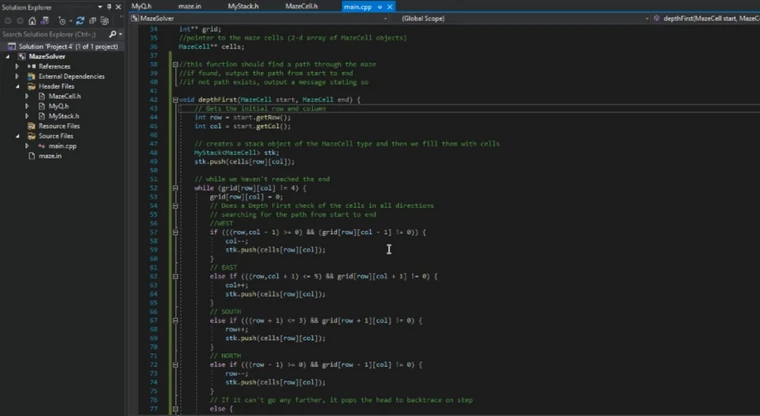 MyQ.h maze.in MyStack.h MazeCell.h main.cpp
Solution Explorer
MazeSolver (Global Scope) depthFirst(MazeCell start, MazeCell
Solution 'Project 4' (1 of 1 project)
MazeSolver
References
External Dependencies
Header Files
MazeCell.h
MyQ.h
MyStack.h
Resource Files
Source Files
main.cpp
maze.in
34 int** grid;
35 //pointer to the maze cells (2-d array of MazeCell objects)
36 MazeCell** cells;
37
38 //this function should find a path through the maze
39 //if found, output the path from start to end
40 //if not path exists, output a message stating so
41
42 void depthFirst(MazeCell start, MazeCell end) {
43 // Gets the initial row and column
44 int row = start.getRow();
45 int col = start.getCol();
46
47 // creates a stack object of the MazeCell type and then we fill them with cells
48 MyStack<MazeCell> stk;
49 stk.push(cells[row][col]);
50
51 // while we haven't reached the end
52 while (grid[row][col] != 4) {
53 grid[row][col] = 0;
54 // Does a Depth First check of the cells in all directions
55 // searching for the path from start to end
56 //WEST
57 if (((row,col - 1) >= 0) && (grid[row][col - 1] != 0)) {
58 col--;
59 stk.push(cells[row][col]);
60 }
61 // EAST
62 else if (((row,col + 1) <= 5) && grid[row][col + 1] != 0) {
63 col++;
64 stk.push(cells[row][col]);
65 }
66 // SOUTH
67 else if (((row + 1) <= 3) && grid[row + 1][col] != 0) {
68 row++;
69 stk.push(cells[row][col]);
70 }
71 // NORTH
72 else if (((row - 1) >= 0) && grid[row - 1][col] != 0) {
73 row--;
74 stk.push(cells[row][col]);
75 }
76 // If it can't go any further, it pops the head to backtrace on step
77 else {